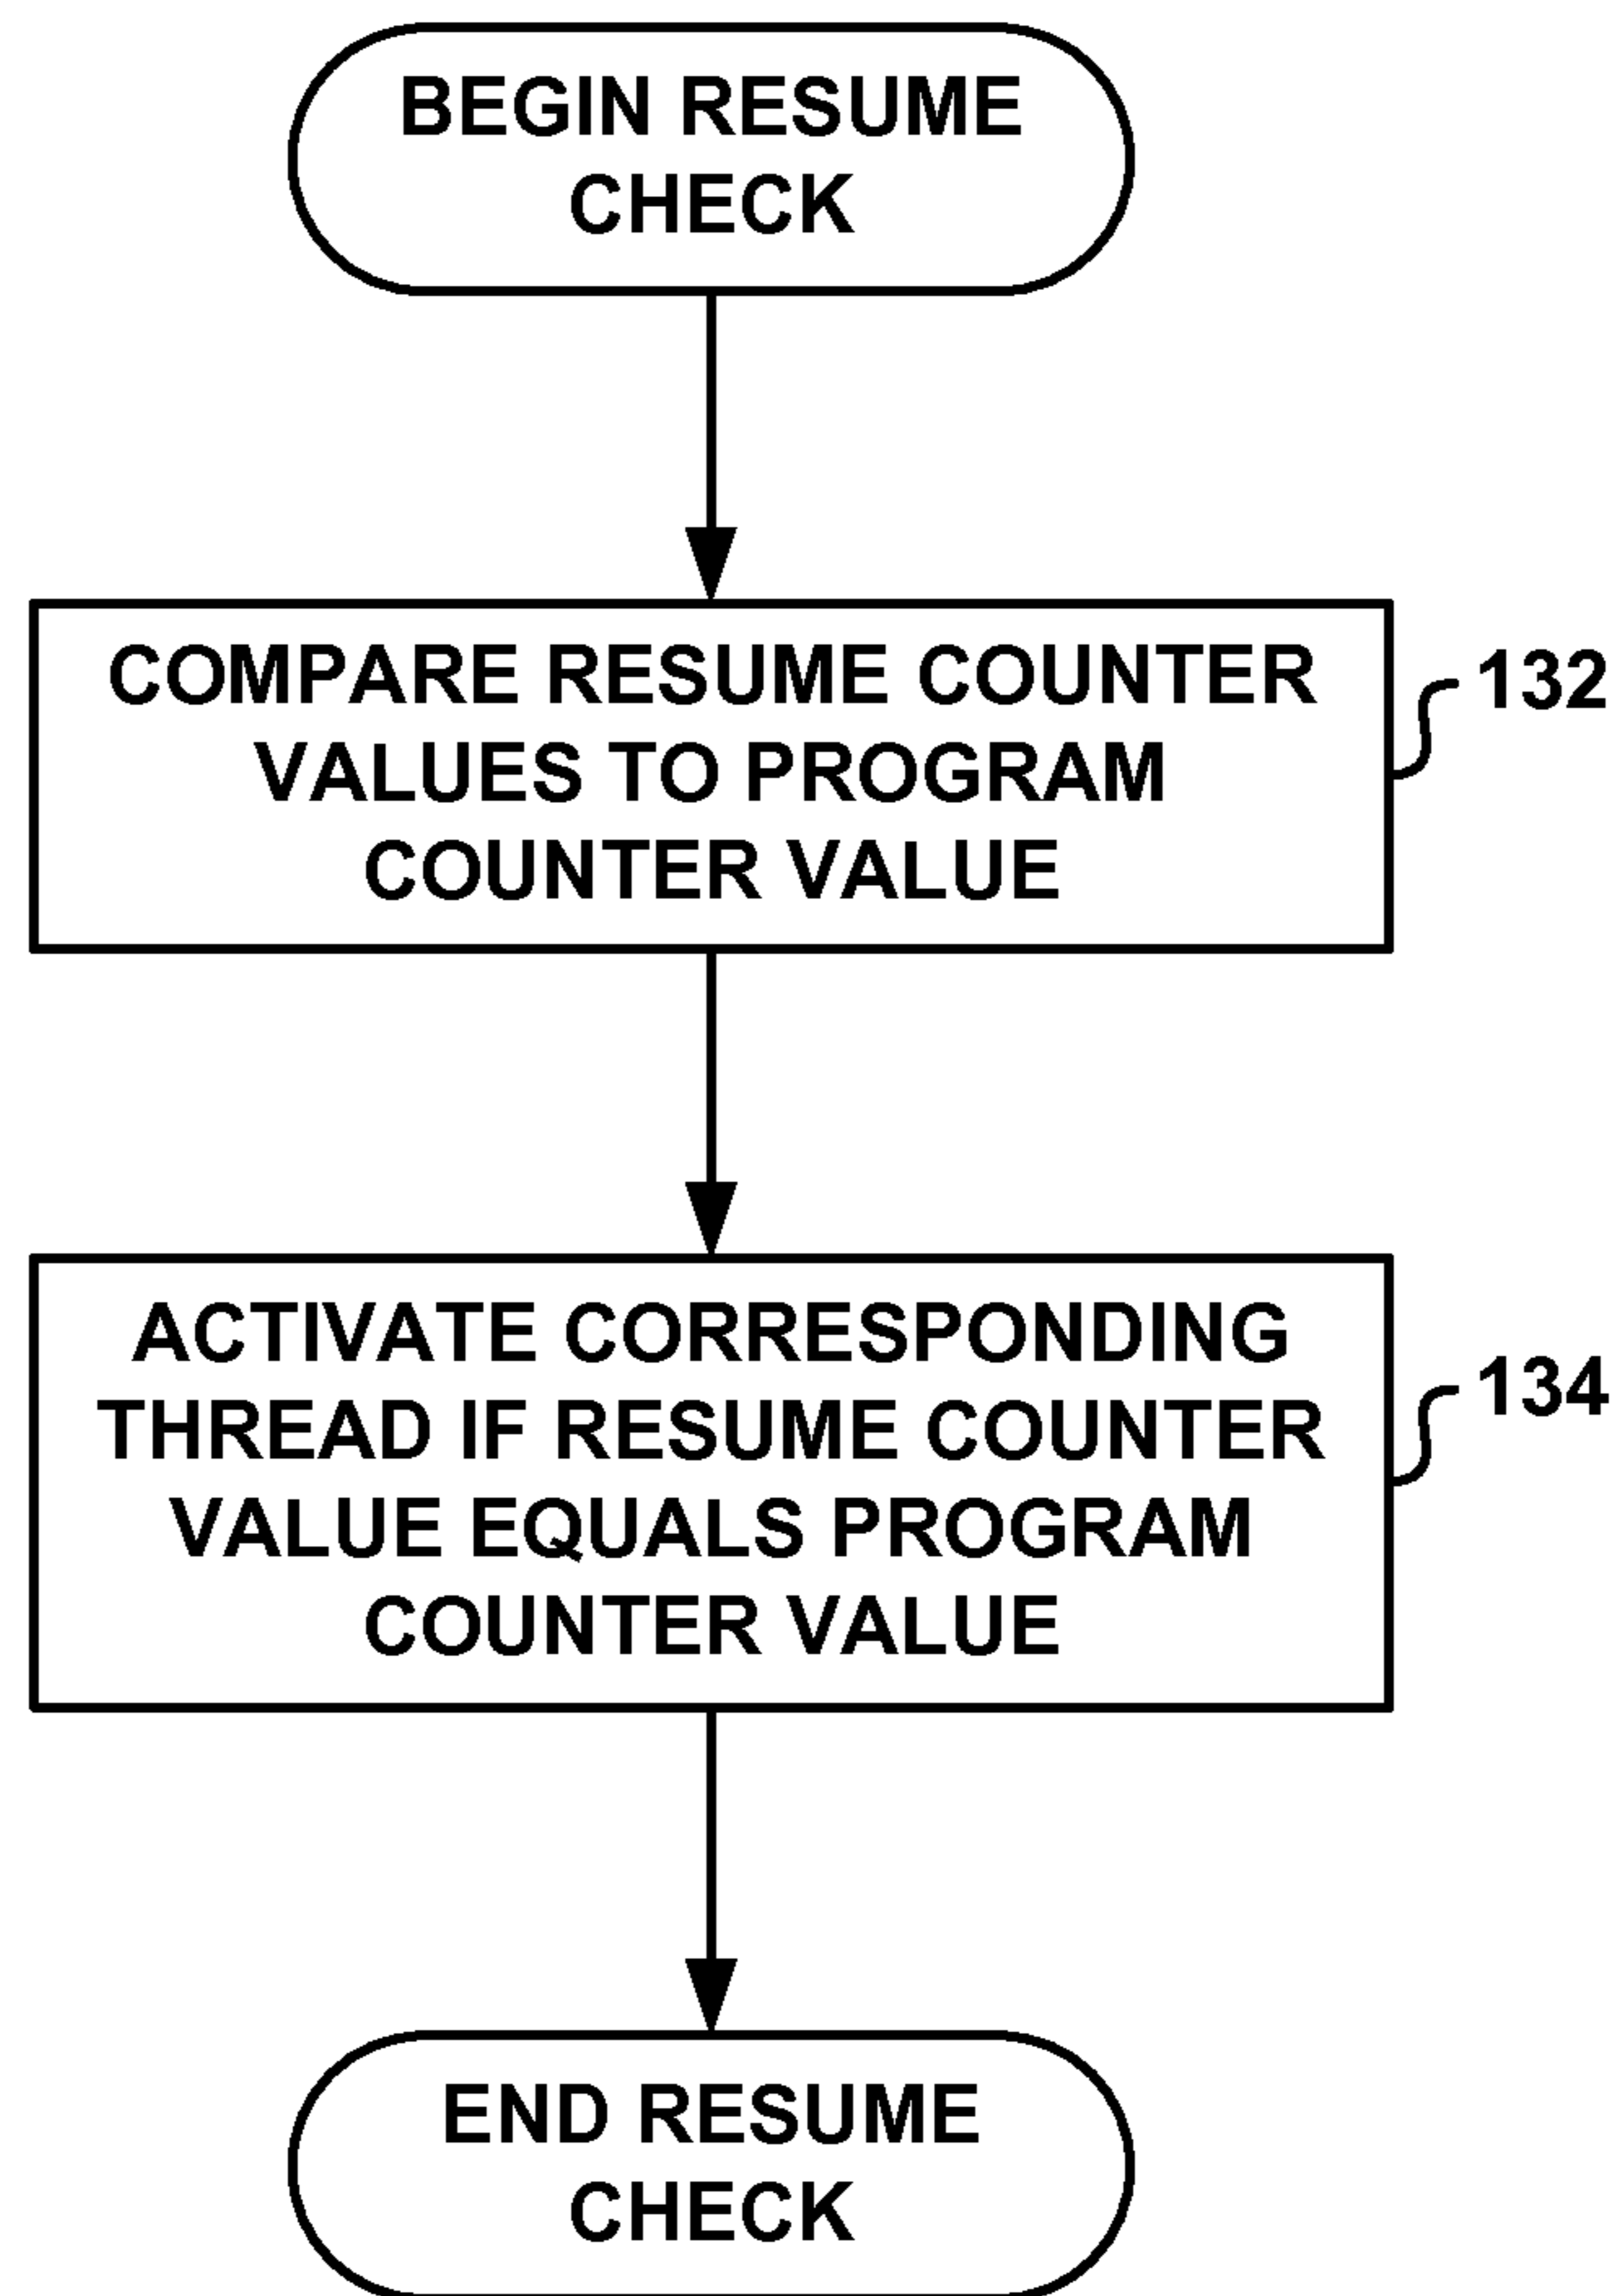 BEGIN RESUME
CHECK
COMPARE RESUME COUNTER
VALUES TO PROGRAM
COUNTER VALUE
132
ACTIVATE CORRESPONDING
THREAD IF RESUME COUNTER
VALUE EQUALS PROGRAM
COUNTER VALUE
134
END RESUME
CHECK